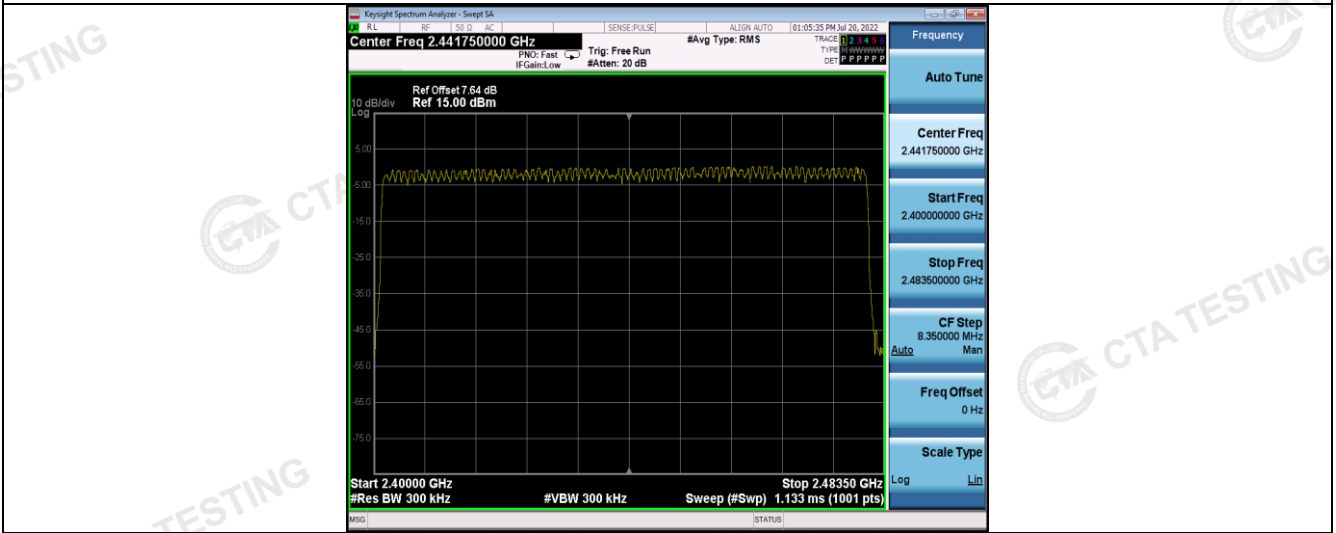 Keysight Spectrum Analyzer - Swept SA
RL RF 50 Ω AC SENSE:PULSE ALIGN AUTO 01:05:35 PM Jul 20, 2022
Center Freq 2.441750000 GHz
#Avg Type: RMS
TRACE 1 2 3 4 5 6
PNO: Fast Trig: Free Run
TYPE M WWWWW
IFGain:Low #Atten: 20 dB
DET P P P P P P
Ref Offset 7.64 dB
10 dB/div Ref 15.00 dBm
Log
5.00
-5.00
-15.0
-25.0
-35.0
-45.0
-55.0
-65.0
-75.0
Start 2.40000 GHz Stop 2.48350 GHz
#Res BW 300 kHz #VBW 300 kHz Sweep (#Swp) 1.133 ms (1001 pts)
MSG STATUS
Frequency
Auto Tune
Center Freq
2.441750000 GHz
Start Freq
2.400000000 GHz
Stop Freq
2.483500000 GHz
CF Step
8.350000 MHz
Auto Man
Freq Offset
0 Hz
Scale Type
Log Lin
STING
CTA
CTA TESTING
TESTING